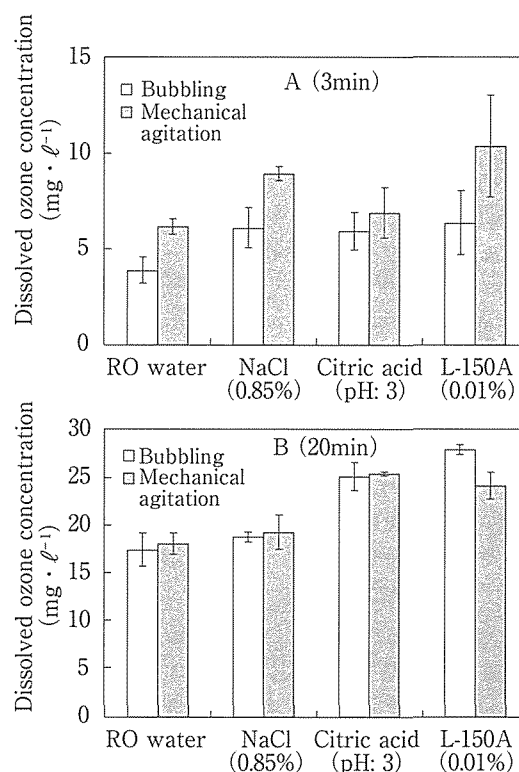 Dissolved ozone concentration
(mg・ℓ⁻¹)
15
10
5
0
A (3min)
Bubbling
Mechanical
agitation
RO water NaCl Citric acid L-150A
(0.85%) (pH: 3) (0.01%)
Dissolved ozone concentration
(mg・ℓ⁻¹)
30
25
20
15
10
5
0
B (20min)
Bubbling
Mechanical
agitation
RO water NaCl Citric acid L-150A
(0.85%) (pH: 3) (0.01%)